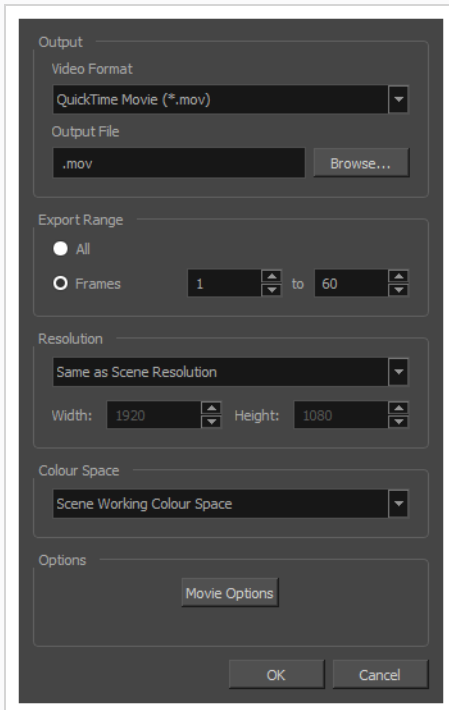 Output
Video Format
QuickTime Movie (*.mov)
Output File
.mov
Browse...
Export Range
All
Frames 1 to 60
Resolution
Same as Scene Resolution
Width: 1920 Height: 1080
Colour Space
Scene Working Colour Space
Options
Movie Options
OK Cancel